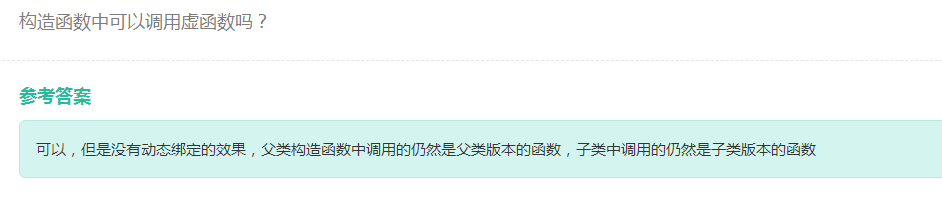 构造函数中可以调用虚函数吗？
参考答案
可以，但是没有动态绑定的效果，父类构造函数中调用的仍然是父类版本的函数，子类中调用的仍然是子类版本的函数